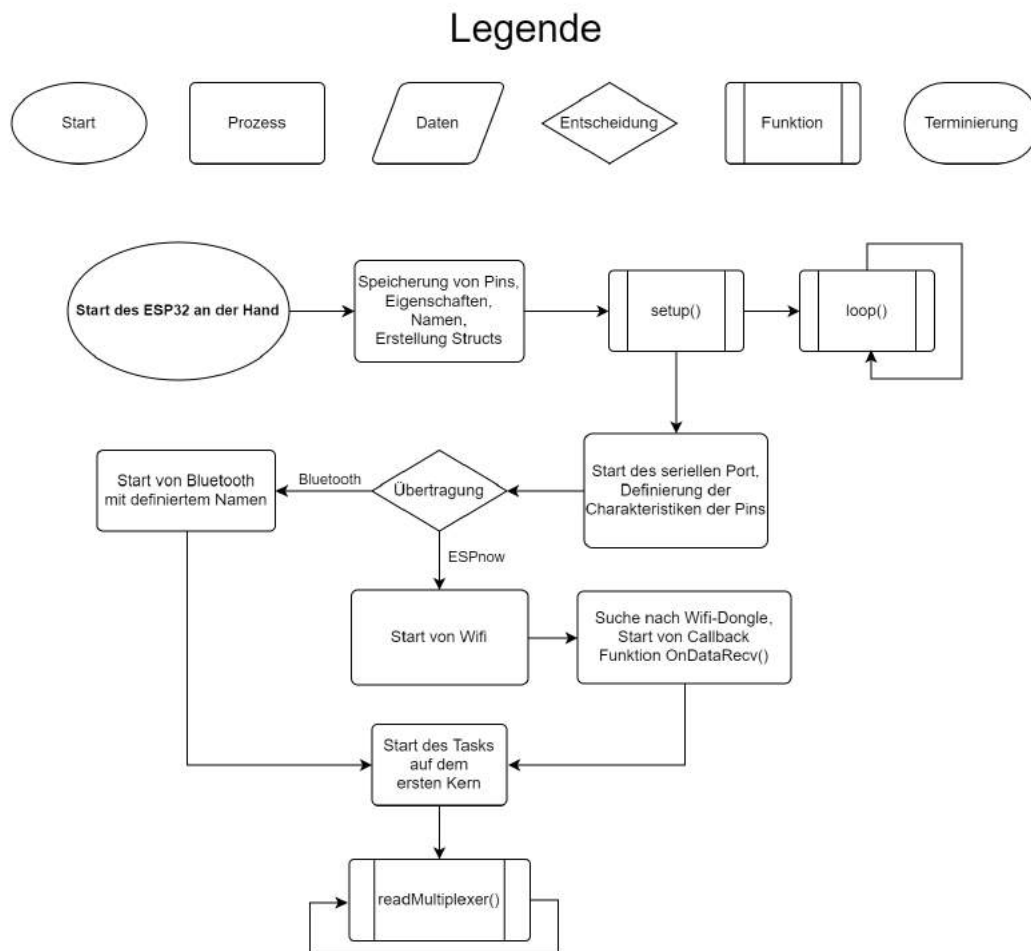 Legende
Start
Prozess
Daten
Entscheidung
Funktion
Terminierung
Start des ESP32 an der Hand
Speicherung von Pins,
Eigenschaften,
Namen,
Erstellung Structs
setup()
loop()
Start von Bluetooth
mit definiertem Namen
Bluetooth
Übertragung
Start des seriellen Port,
Definierung der
Charakteristiken der Pins
ESPnow
Start von Wifi
Suche nach Wifi-Dongle,
Start von Callback
Funktion OnDataRecv()
Start des Tasks
auf dem
ersten Kern
readMultiplexer()